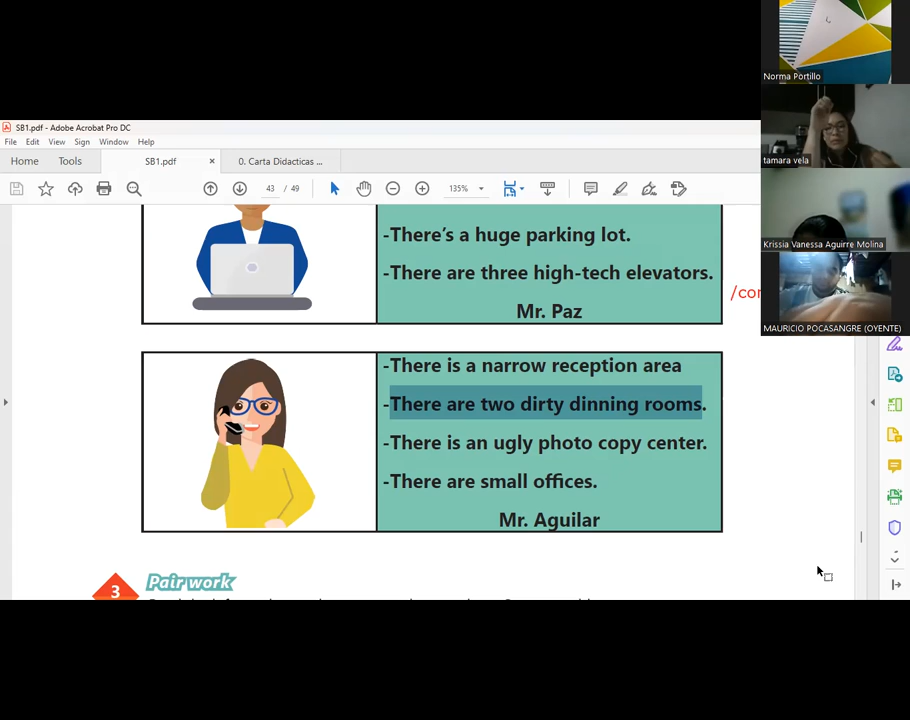 Norma Portillo
SB1.pdf - Adobe Acrobat Pro DC
File Edit View Sign Window Help
tamara vela
Home Tools SB1.pdf × 0. Carta Didacticas ...
43 / 49 135%
Krissia Vanessa Aguirre Molina
-There's a huge parking lot.
-There are three high-tech elevators.
/cor
Mr. Paz
MAURICIO POCASANGRE (OYENTE)
-There is a narrow reception area
-There are two dirty dinning rooms.
-There is an ugly photo copy center.
-There are small offices.
Mr. Aguilar
3 Pair work